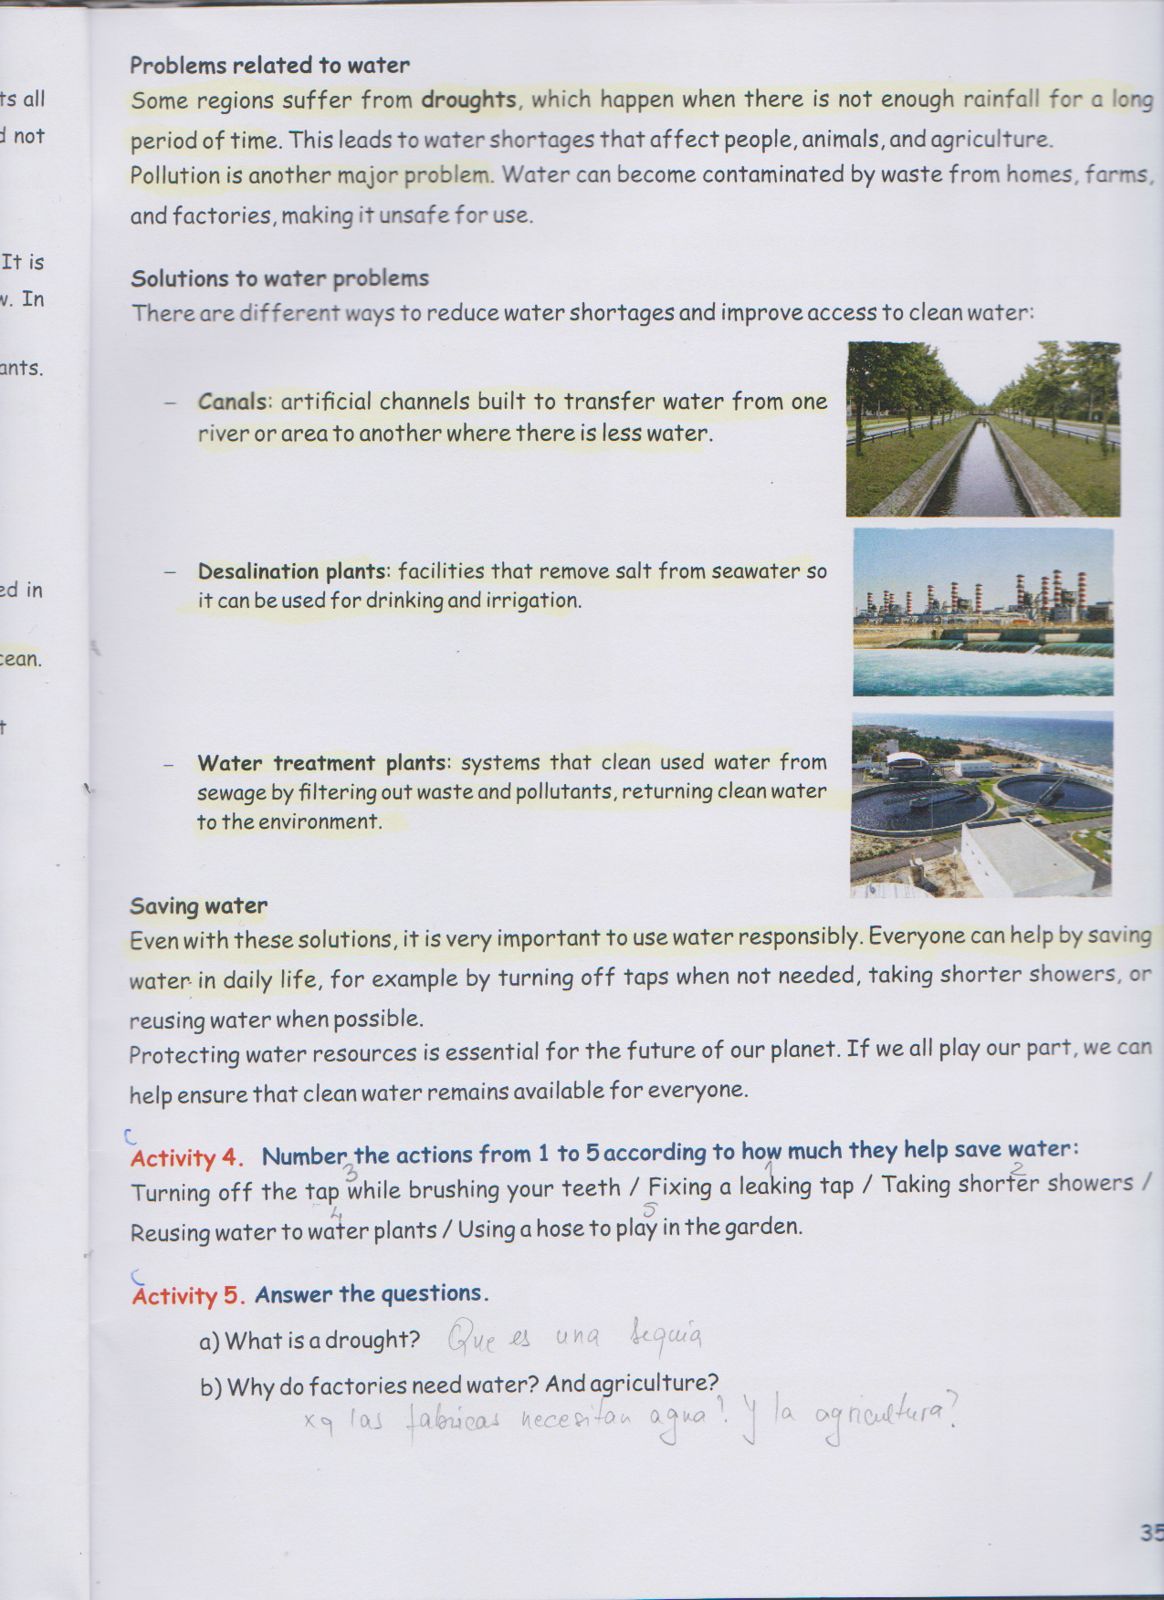 Problems related to water
Some regions suffer from droughts, which happen when there is not enough rainfall for a long
period of time. This leads to water shortages that affect people, animals, and agriculture.
Pollution is another major problem. Water can become contaminated by waste from homes, farms,
and factories, making it unsafe for use.
Solutions to water problems
There are different ways to reduce water shortages and improve access to clean water:
– Canals: artificial channels built to transfer water from one
river or area to another where there is less water.
– Desalination plants: facilities that remove salt from seawater so
it can be used for drinking and irrigation.
– Water treatment plants: systems that clean used water from
sewage by filtering out waste and pollutants, returning clean water
to the environment.
Saving water
Even with these solutions, it is very important to use water responsibly. Everyone can help by saving
water in daily life, for example by turning off taps when not needed, taking shorter showers, or
reusing water when possible.
Protecting water resources is essential for the future of our planet. If we all play our part, we can
help ensure that clean water remains available for everyone.
C
Activity 4. Number the actions from 1 to 5 according to how much they help save water:
3 1 2
Turning off the tap while brushing your teeth / Fixing a leaking tap / Taking shorter showers /
4 5
Reusing water to water plants / Using a hose to play in the garden.
C
Activity 5. Answer the questions.
a) What is a drought? Que es una sequia
b) Why do factories need water? And agriculture?
xq las fabricas necesitan agua? y la agricultura?
35
ts all
d not
It is
w. In
ants.
ed in
cean.
t